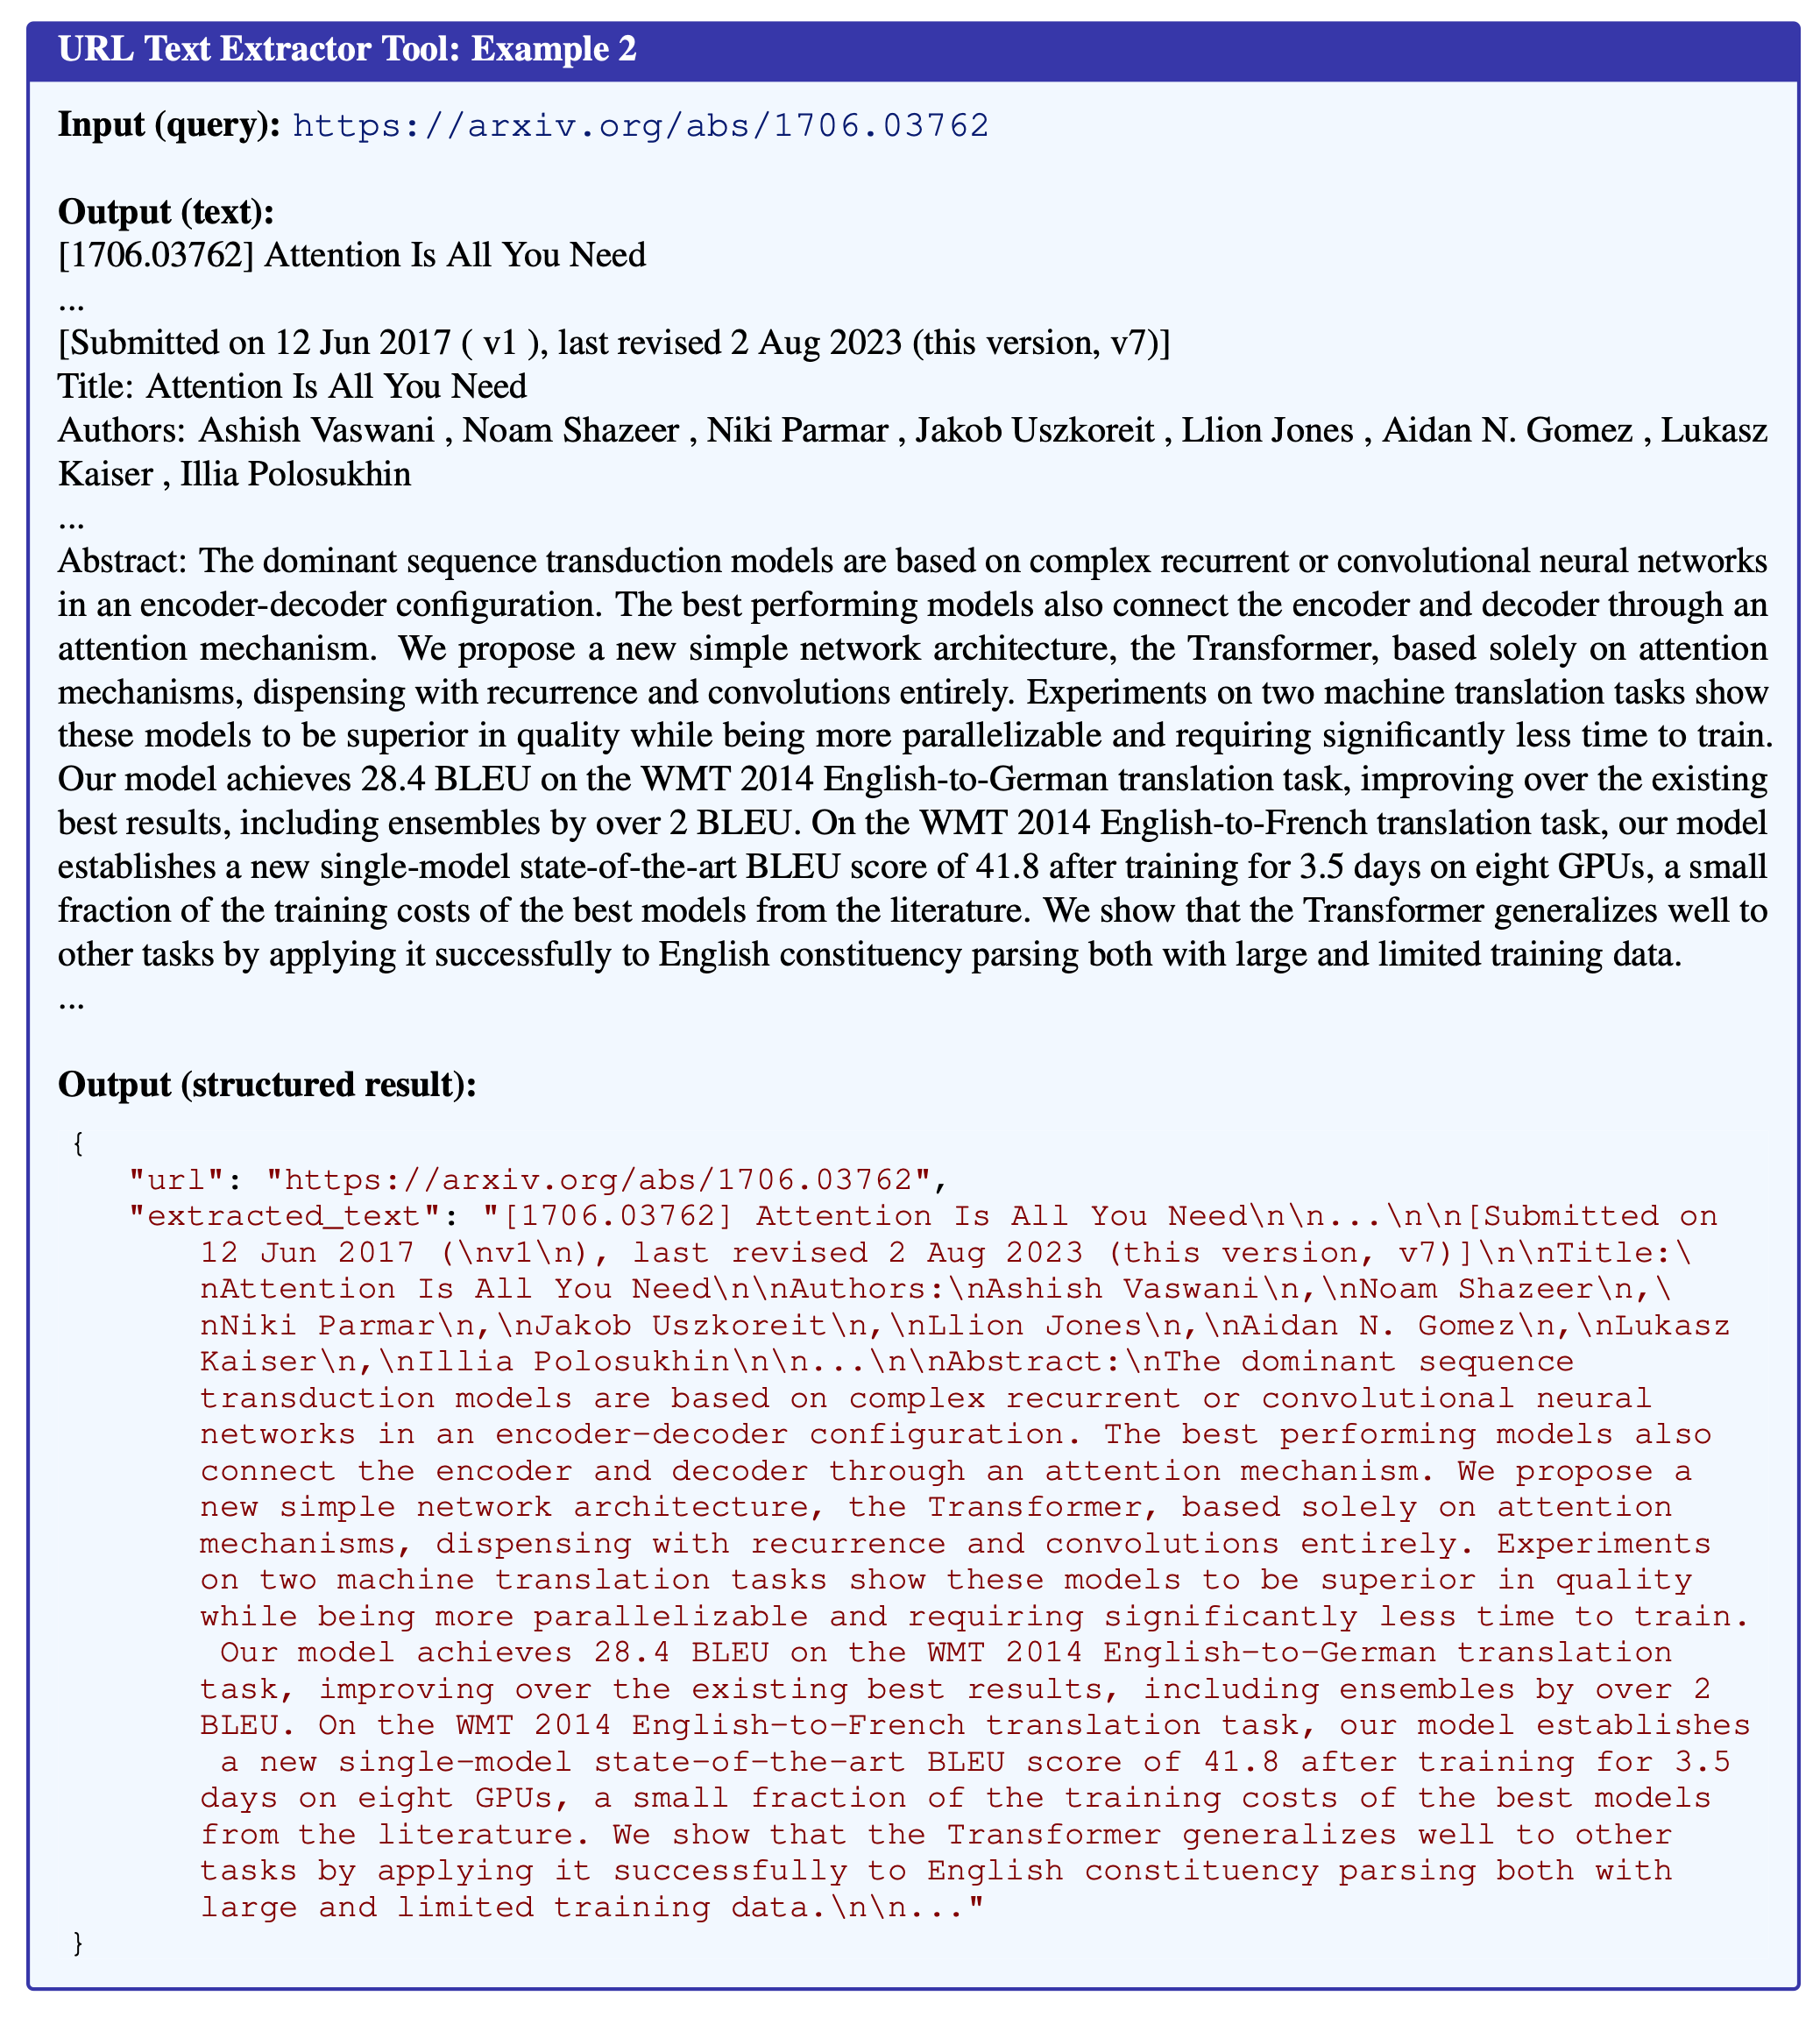 URL Text Extractor Tool: Example 2
Input (query): https://arxiv.org/abs/1706.03762
Output (text):
[1706.03762] Attention Is All You Need
...
[Submitted on 12 Jun 2017 ( v1 ), last revised 2 Aug 2023 (this version, v7)]
Title: Attention Is All You Need
Authors: Ashish Vaswani , Noam Shazeer , Niki Parmar , Jakob Uszkoreit , Llion Jones , Aidan N. Gomez , Lukasz
Kaiser , Illia Polosukhin
...
Abstract: The dominant sequence transduction models are based on complex recurrent or convolutional neural networks
in an encoder-decoder configuration. The best performing models also connect the encoder and decoder through an
attention mechanism. We propose a new simple network architecture, the Transformer, based solely on attention
mechanisms, dispensing with recurrence and convolutions entirely. Experiments on two machine translation tasks show
these models to be superior in quality while being more parallelizable and requiring significantly less time to train.
Our model achieves 28.4 BLEU on the WMT 2014 English-to-German translation task, improving over the existing
best results, including ensembles by over 2 BLEU. On the WMT 2014 English-to-French translation task, our model
establishes a new single-model state-of-the-art BLEU score of 41.8 after training for 3.5 days on eight GPUs, a small
fraction of the training costs of the best models from the literature. We show that the Transformer generalizes well to
other tasks by applying it successfully to English constituency parsing both with large and limited training data.
...
Output (structured result):
{
"url": "https://arxiv.org/abs/1706.03762",
"extracted_text": "[1706.03762] Attention Is All You Need\n\n...\n\n[Submitted on
12 Jun 2017 (\nv1\n), last revised 2 Aug 2023 (this version, v7)]\n\nTitle:\
nAttention Is All You Need\n\nAuthors:\nAshish Vaswani\n,\nNoam Shazeer\n,\
nNiki Parmar\n,\nJakob Uszkoreit\n,\nLlion Jones\n,\nAidan N. Gomez\n,\nLukasz
Kaiser\n,\nIllia Polosukhin\n\n...\n\nAbstract:\nThe dominant sequence
transduction models are based on complex recurrent or convolutional neural
networks in an encoder-decoder configuration. The best performing models also
connect the encoder and decoder through an attention mechanism. We propose a
new simple network architecture, the Transformer, based solely on attention
mechanisms, dispensing with recurrence and convolutions entirely. Experiments
on two machine translation tasks show these models to be superior in quality
while being more parallelizable and requiring significantly less time to train.
Our model achieves 28.4 BLEU on the WMT 2014 English-to-German translation
task, improving over the existing best results, including ensembles by over 2
BLEU. On the WMT 2014 English-to-French translation task, our model establishes
a new single-model state-of-the-art BLEU score of 41.8 after training for 3.5
days on eight GPUs, a small fraction of the training costs of the best models
from the literature. We show that the Transformer generalizes well to other
tasks by applying it successfully to English constituency parsing both with
large and limited training data.\n\n..."
}